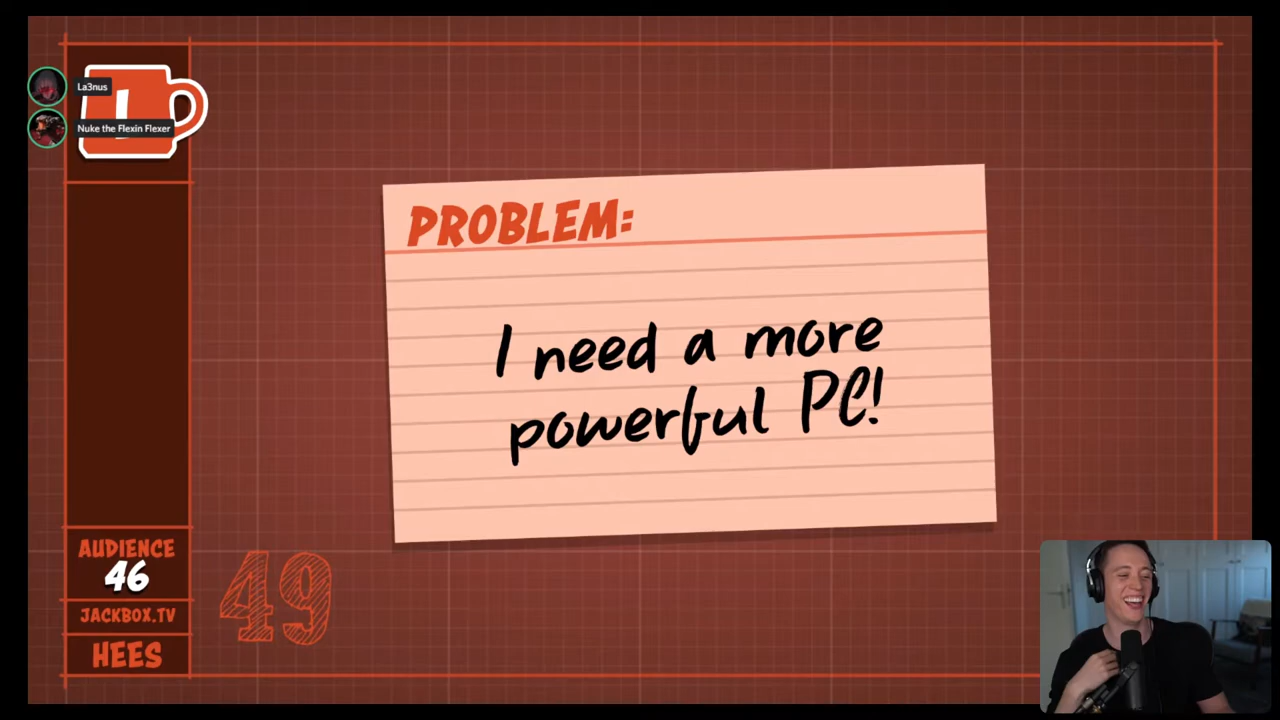 La3nus
Nuke the Flexin Flexer
PROBLEM:
I need a more
powerful PC!
AUDIENCE
46
JACKBOX.TV
HEES
49